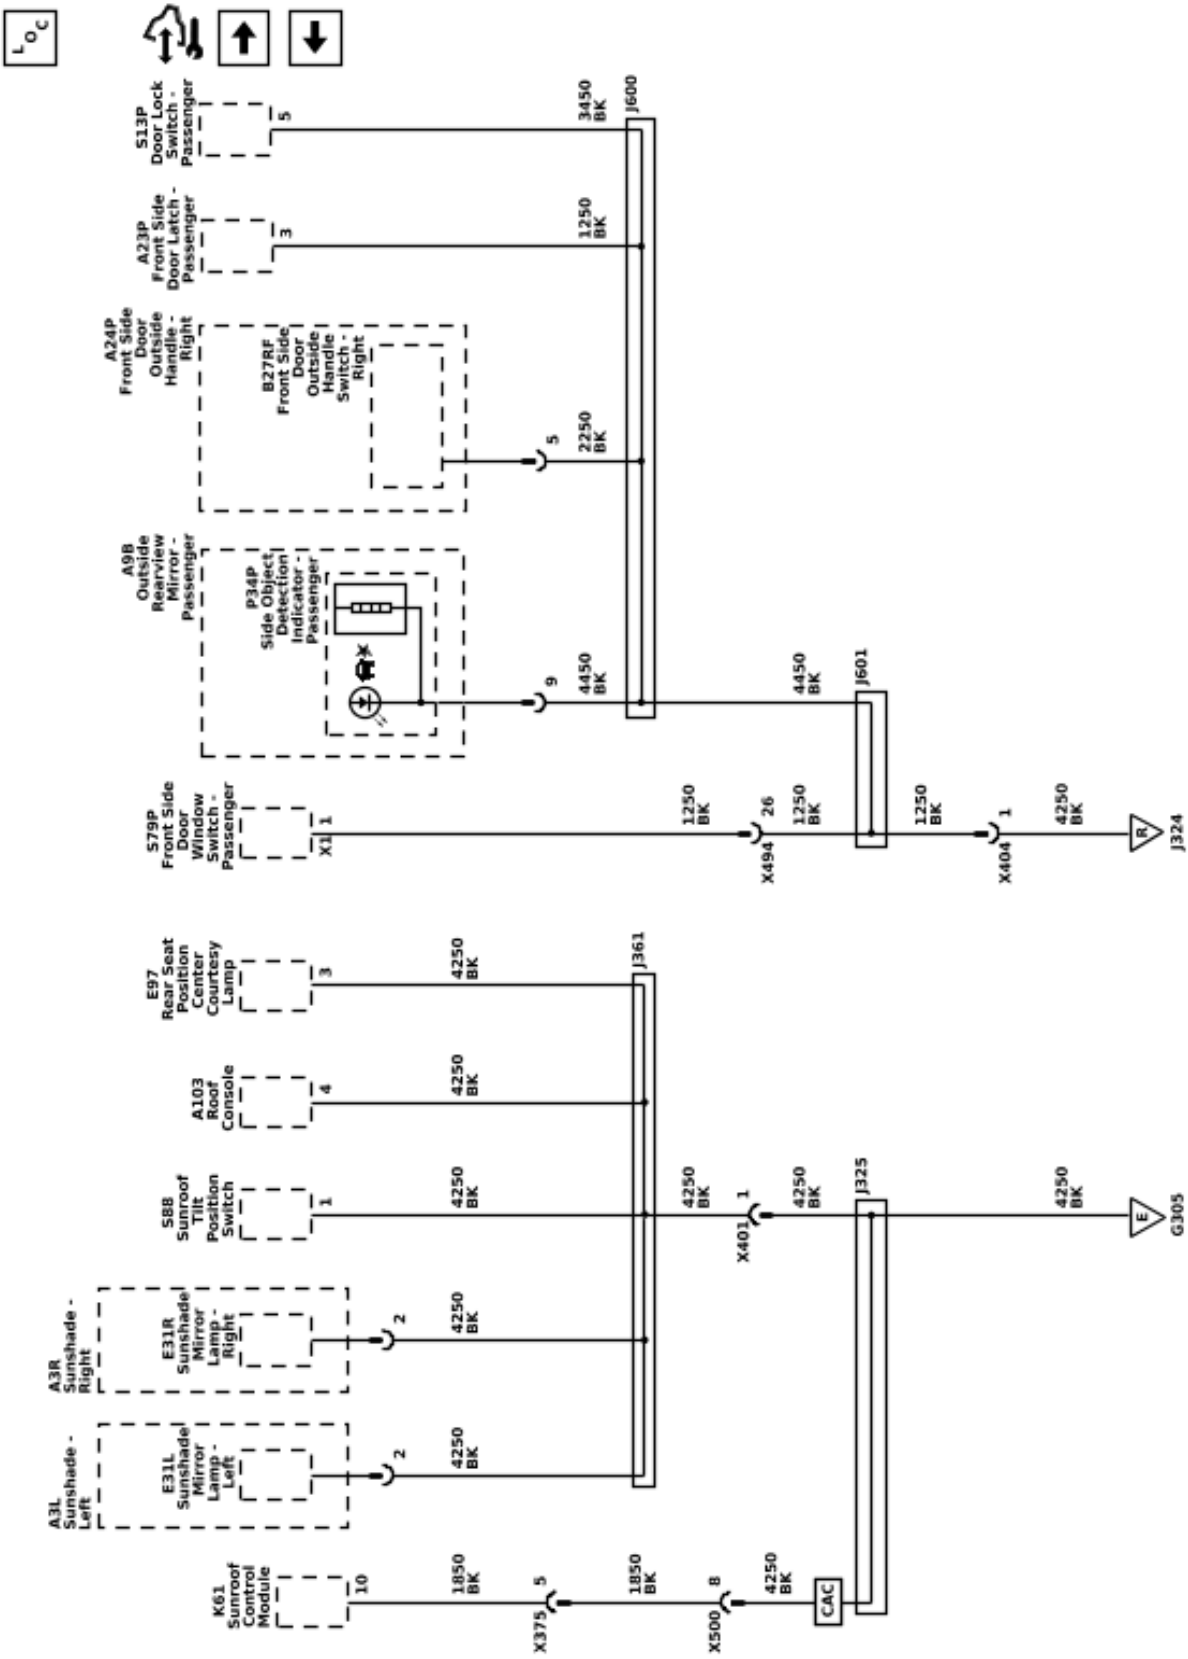 K61
Sunroof
Control
Module
10
1850
BK
5
X375
1850
BK
8
X500
4250
BK
CAC
A3L
Sunshade -
Left
E31L
Sunshade
Mirror
Lamp -
Left
2
4250
BK
A3R
Sunshade -
Right
E31R
Sunshade
Mirror
Lamp -
Right
2
4250
BK
S88
Sunroof
Tilt
Position
Switch
1
4250
BK
4250
BK
1
X401
4250
BK
J325
4250
BK
E
G305
A103
Roof
Console
4
4250
BK
E97
Rear Seat
Position
Center
Courtesy
Lamp
3
4250
BK
J361
S79P
Front Side
Door
Window
Switch -
Passenger
1
X1
1250
BK
26
X494
1250
BK
1250
BK
1
X404
4250
BK
R
J324
A9B
Outside
Rearview
Mirror -
Passenger
P34P
Side Object
Detection
Indicator -
Passenger
9
4450
BK
4450
BK
J601
A24P
Front Side
Door
Outside
Handle -
Right
B27RF
Front Side
Door
Outside
Handle
Switch -
Right
5
2250
BK
A23P
Front Side
Door Latch -
Passenger
3
1250
BK
S13P
Door Lock
Switch -
Passenger
5
3450
BK
J600
LOC